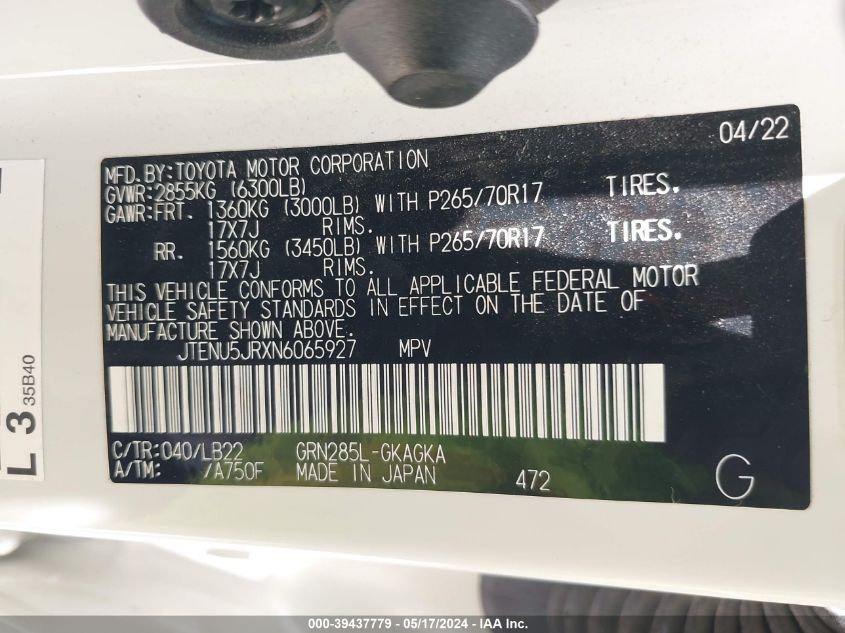 04/22
MFD.BY:TOYOTA MOTOR CORPORATION
GVWR:2855KG (6300LB)
GAWR:FRT. 1360KG (3000LB) WITH P265/70R17 TIRES.
17X7J RIMS.
RR. 1560KG (3450LB) WITH P265/70R17 TIRES.
17X7J RIMS.
THIS VEHICLE CONFORMS TO ALL APPLICABLE FEDERAL MOTOR
VEHICLE SAFETY STANDARDS IN EFFECT ON THE DATE OF
MANUFACTURE SHOWN ABOVE.
JTENU5JRXN6065927 MPV
C/TR:040/LB22 GRN285L-GKAGKA
A/TM: /A750F MADE IN JAPAN 472 G
L 3
35B40
000-39437779 - 05/17/2024 - IAA Inc.